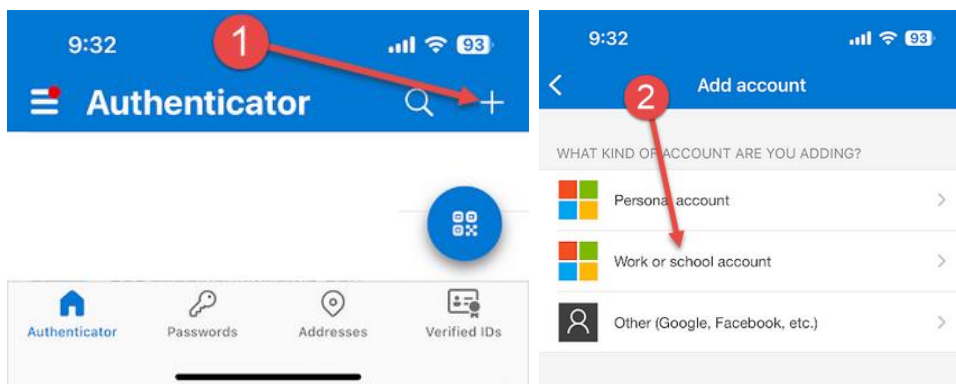 9:32
1
93
Authenticator
Authenticator
Passwords
Addresses
Verified IDs
9:32
93
Add account
2
WHAT KIND OF ACCOUNT ARE YOU ADDING?
Personal account
Work or school account
Other (Google, Facebook, etc.)